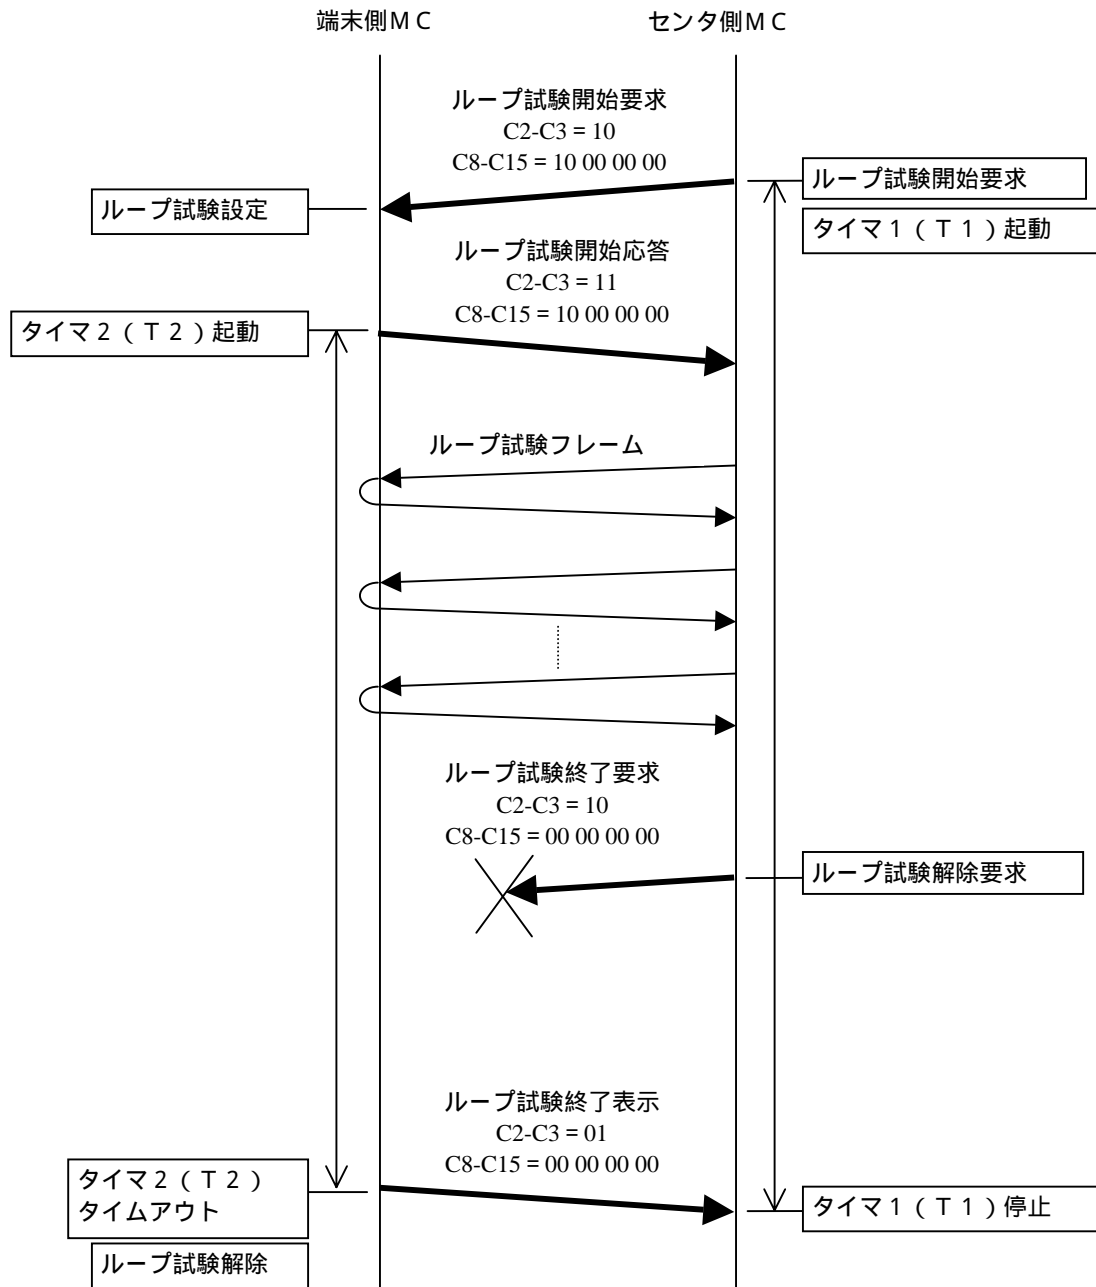 端末側ＭＣ
センタ側ＭＣ
ループ試験開始要求
C2-C3 = 10
C8-C15 = 10 00 00 00
ループ試験開始要求
タイマ１（Ｔ１）起動
ループ試験設定
ループ試験開始応答
C2-C3 = 11
C8-C15 = 10 00 00 00
タイマ２（Ｔ２）起動
ループ試験フレーム
ループ試験終了要求
C2-C3 = 10
C8-C15 = 00 00 00 00
ループ試験解除要求
ループ試験終了表示
C2-C3 = 01
C8-C15 = 00 00 00 00
タイマ２（Ｔ２）
タイムアウト
タイマ１（Ｔ１）停止
ループ試験解除